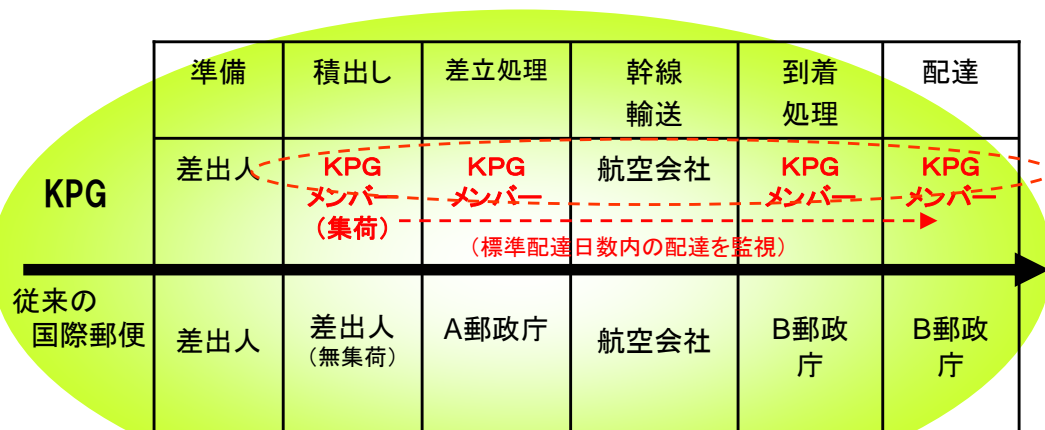 準備 積出し 差立処理 幹線 到着 配達
輸送 処理
KPG
差出人 KPG KPG 航空会社 KPG KPG
メンバー メンバー メンバー メンバー
(集荷)
(標準配達日数内の配達を監視)
従来の
国際郵便
差出人 差出人 A郵政庁 航空会社 B郵政 B郵政
(無集荷) 庁 庁